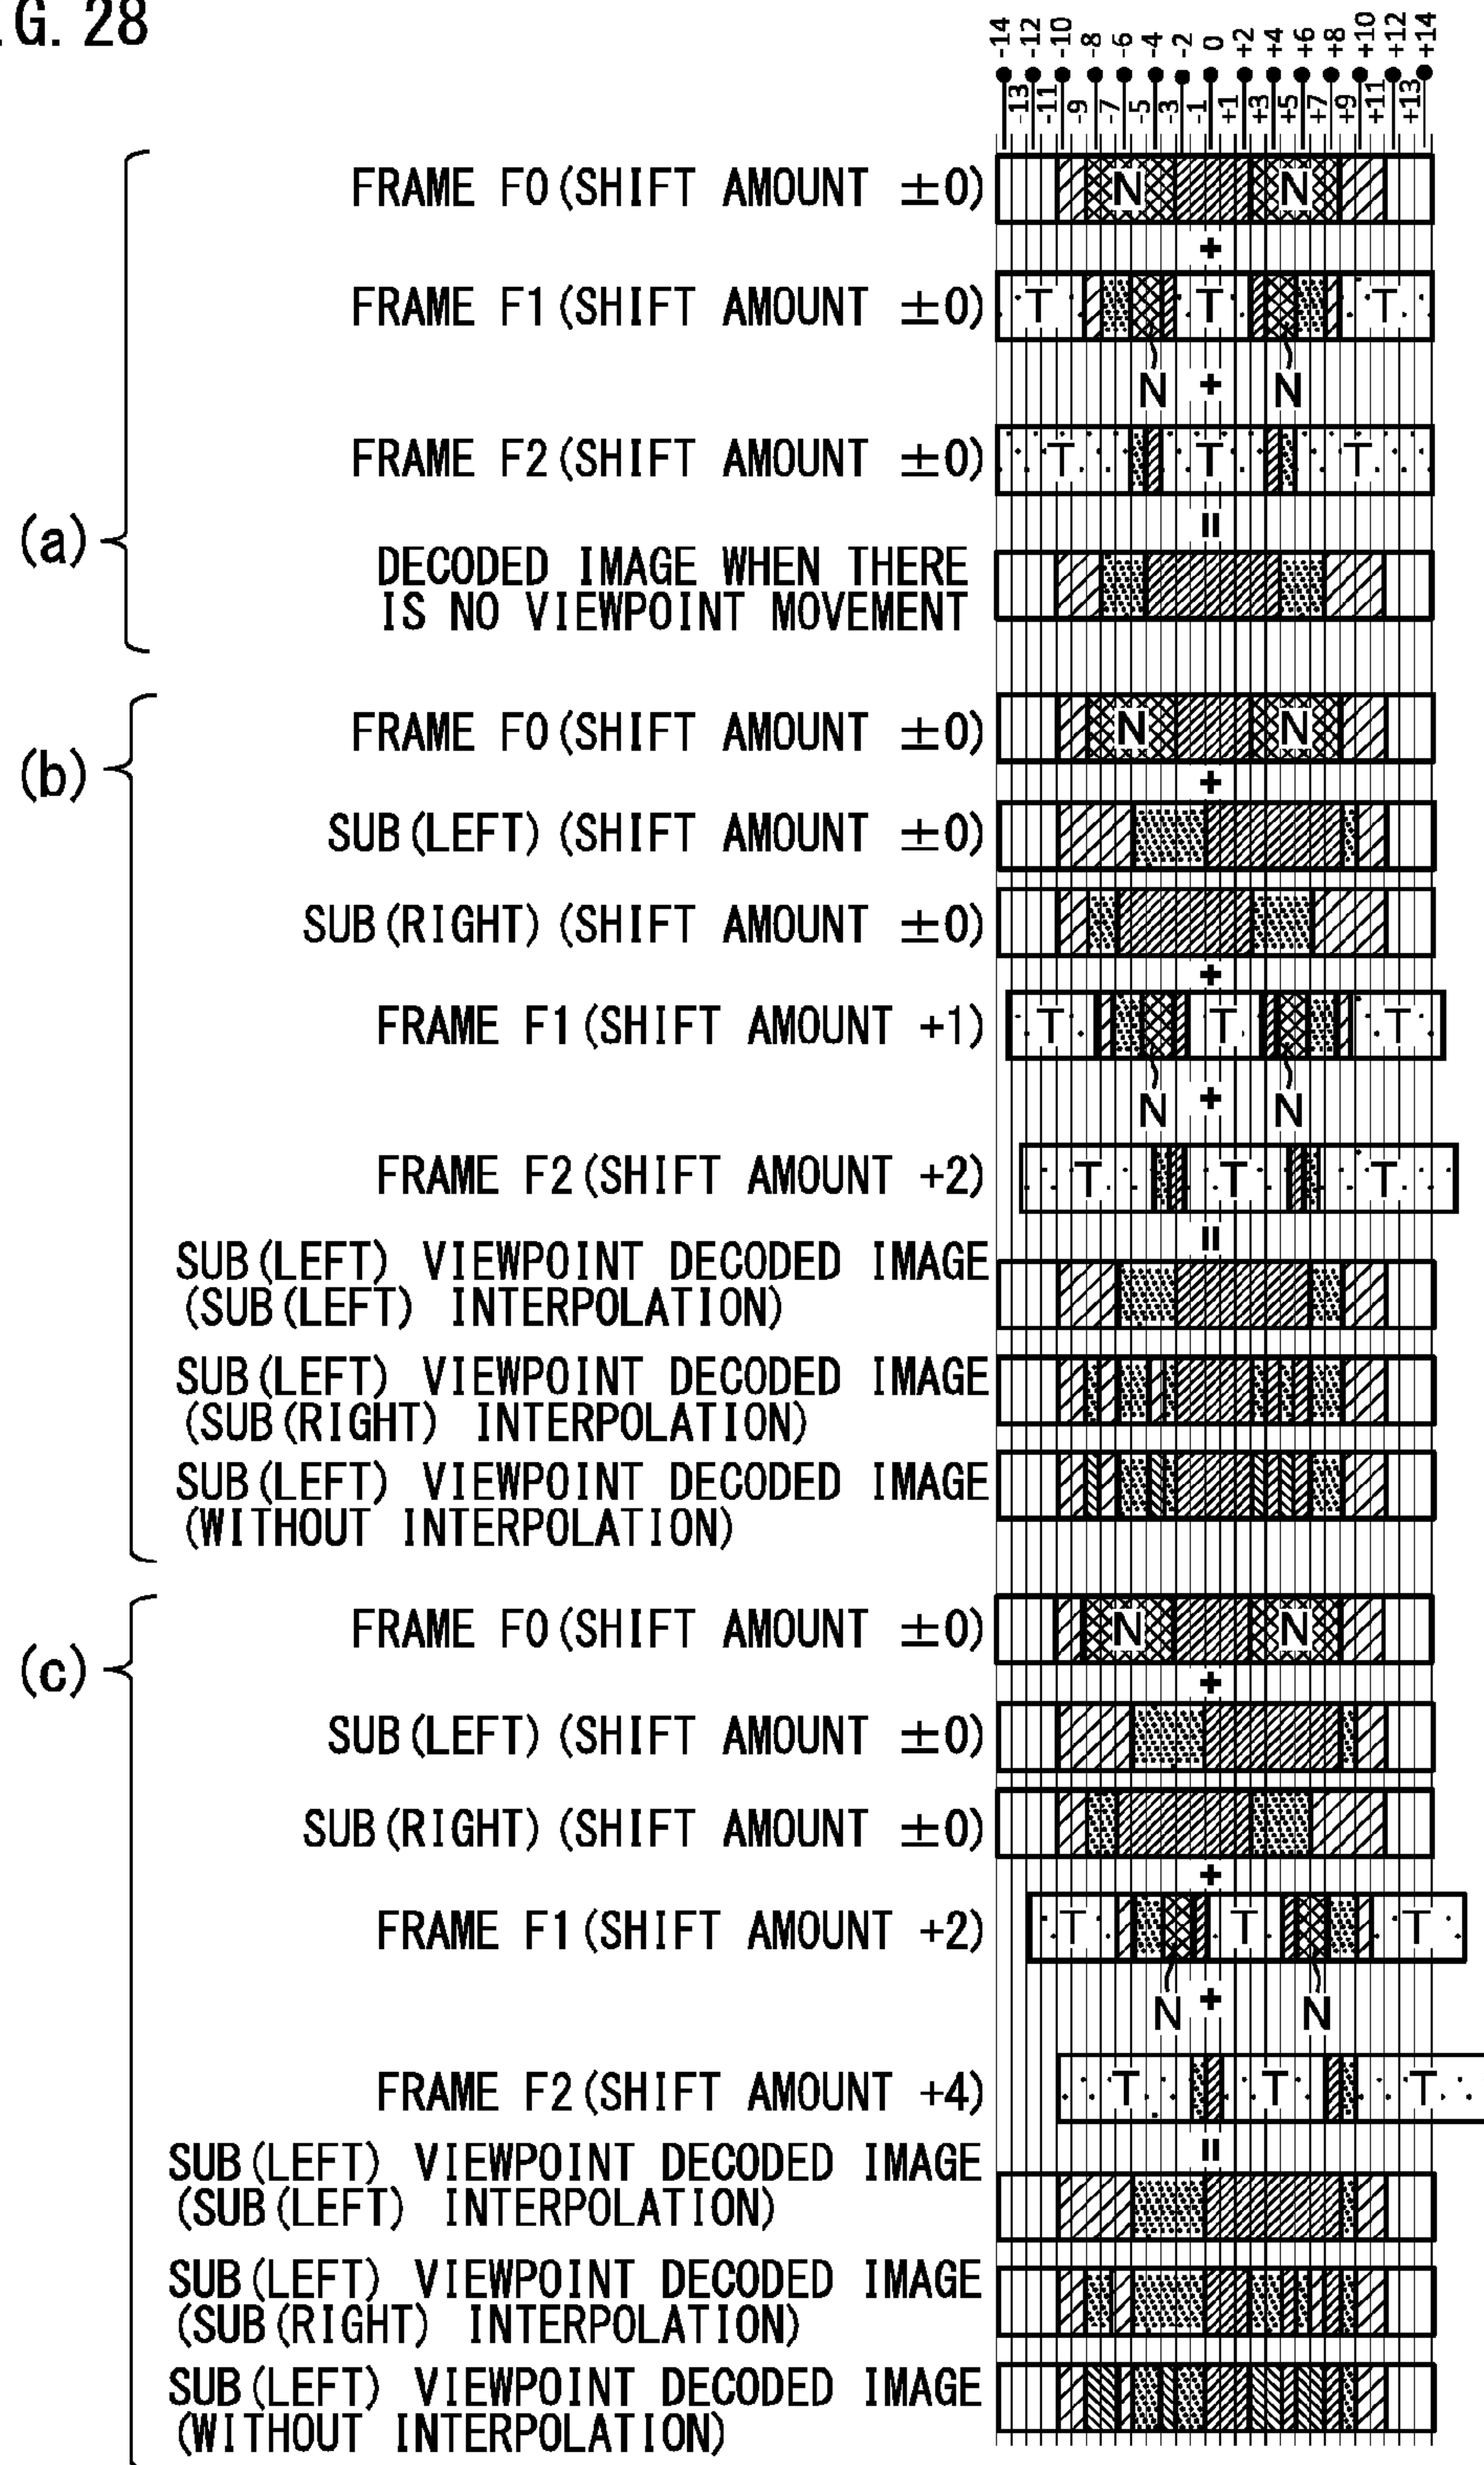 G. 28
-14 -12 -10 -8 -6 -4 -2 0 +2 +4 +6 +8 +10 +12 +14
-13 -11 -9 -7 -5 -3 -1 +1 +3 +5 +7 +9 +11 +13
(a)
FRAME F0(SHIFT AMOUNT ±0) N N
+
FRAME F1(SHIFT AMOUNT ±0) T T T
N + N
FRAME F2(SHIFT AMOUNT ±0) T T T
=
DECODED IMAGE WHEN THERE
IS NO VIEWPOINT MOVEMENT
(b)
FRAME F0(SHIFT AMOUNT ±0) N N
+
SUB(LEFT)(SHIFT AMOUNT ±0)
SUB(RIGHT)(SHIFT AMOUNT ±0)
+
FRAME F1(SHIFT AMOUNT +1) T T T
N + N
FRAME F2(SHIFT AMOUNT +2) T T T
=
SUB(LEFT) VIEWPOINT DECODED IMAGE
(SUB(LEFT) INTERPOLATION)
SUB(LEFT) VIEWPOINT DECODED IMAGE
(SUB(RIGHT) INTERPOLATION)
SUB(LEFT) VIEWPOINT DECODED IMAGE
(WITHOUT INTERPOLATION)
(c)
FRAME F0(SHIFT AMOUNT ±0) N N
+
SUB(LEFT)(SHIFT AMOUNT ±0)
SUB(RIGHT)(SHIFT AMOUNT ±0)
+
FRAME F1(SHIFT AMOUNT +2) T T T
N + N
FRAME F2(SHIFT AMOUNT +4) T T T
=
SUB(LEFT) VIEWPOINT DECODED IMAGE
(SUB(LEFT) INTERPOLATION)
SUB(LEFT) VIEWPOINT DECODED IMAGE
(SUB(RIGHT) INTERPOLATION)
SUB(LEFT) VIEWPOINT DECODED IMAGE
(WITHOUT INTERPOLATION)